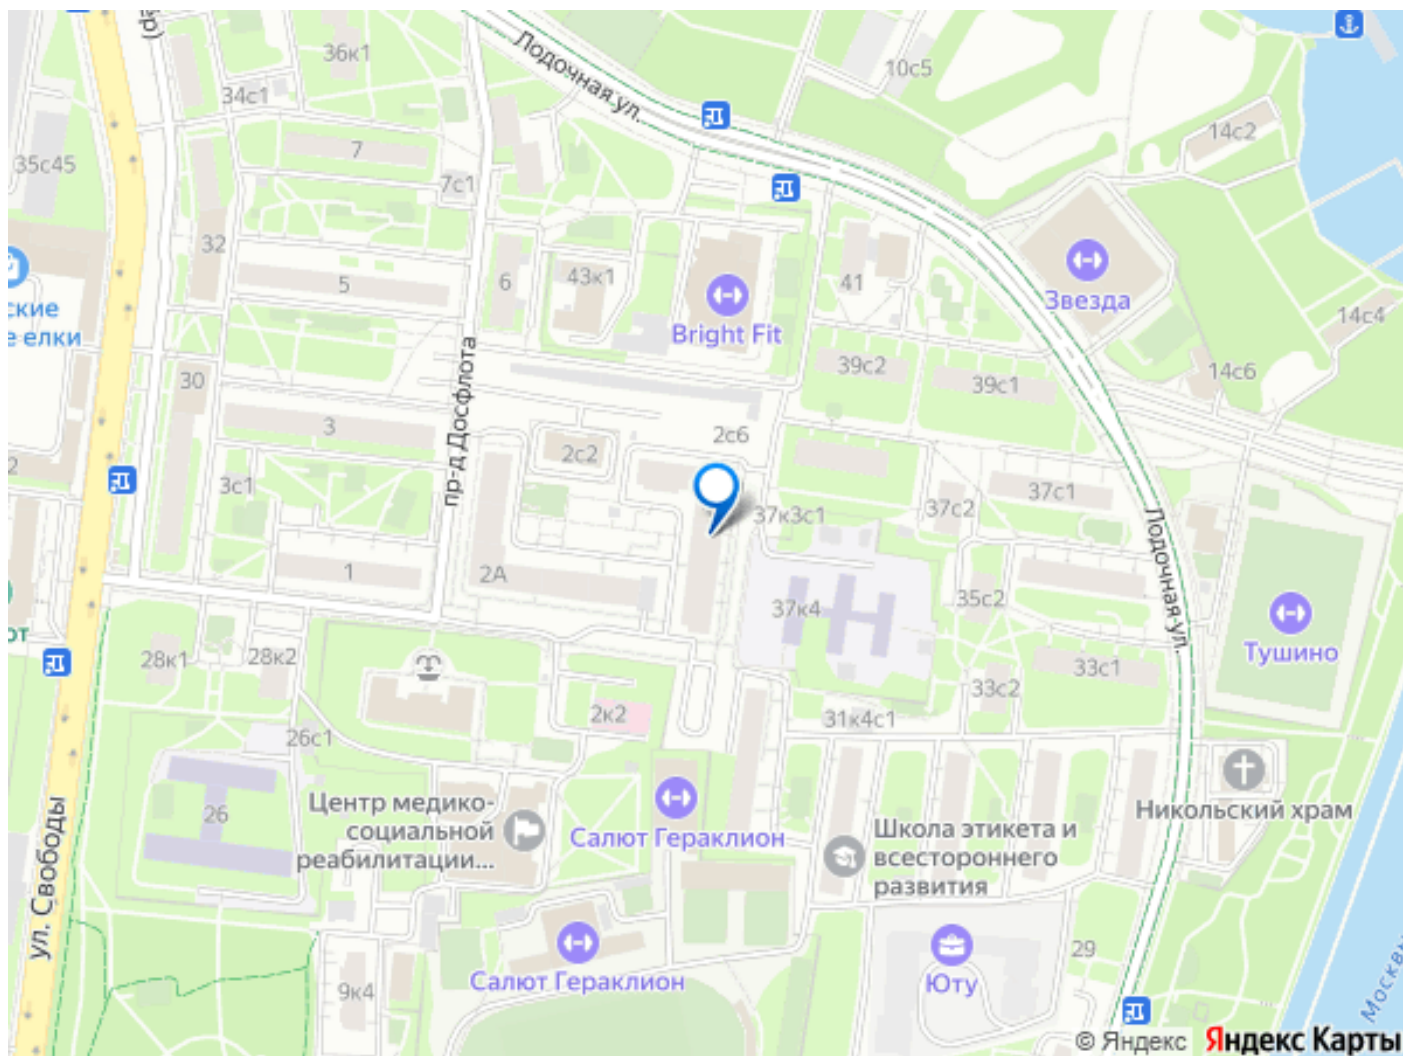 36к1
Лодочная ул.
10с5
34с1
14с2
35с45
7
7с1
32
6
43к1
41
Звезда
5
ские
е елки
Bright Fit
14с4
39с2
39с1
14с6
30
3
пр-д Досфлота
2с6
2с2
2
3с1
37с1
37с2
37к3с1
Лодочная ул.
1
2А
37к4
35с2
от
Тушино
28к1
28к2
33с1
33с2
2к2
31к4с1
26с1
Никольский храм
26
Центр медико-
социальной
реабилитации...
Салют Гераклион
Школа этикета и
всестороннего
развития
ул. Свободы
Салют Гераклион
Юту
29
9к4
© Яндекс Яндекс Карты